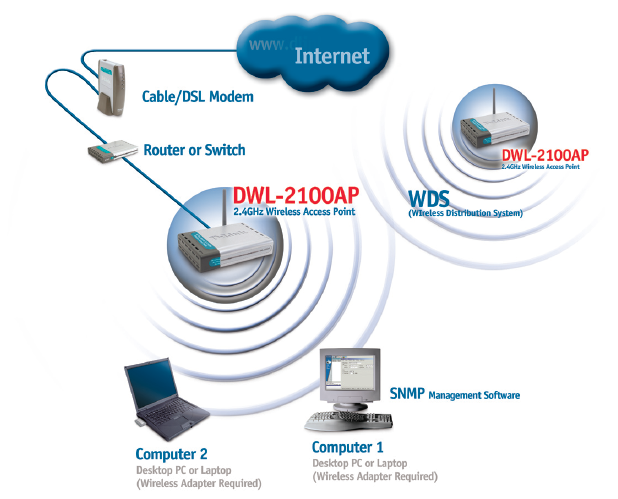 www.
Internet
Cable/DSL Modem
Router or Switch
DWL-2100AP
2.4GHz Wireless Access Point
DWL-2100AP
2.4GHz Wireless Access Point
WDS
(Wireless Distribution System)
SNMP Management Software
Computer 2
Desktop PC or Laptop
(Wireless Adapter Required)
Computer 1
Desktop PC or Laptop
(Wireless Adapter Required)